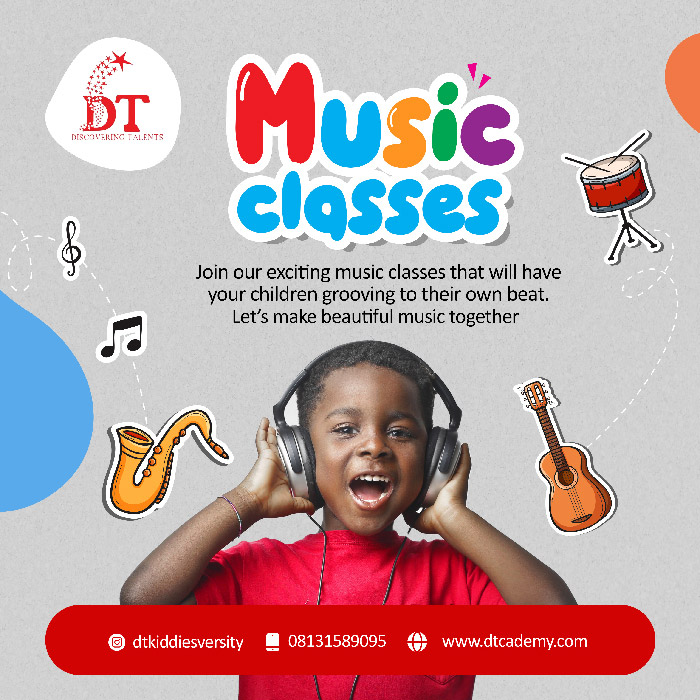 DT
DISCOVERING TALENTS
Music
classes
Join our exciting music classes that will have
your children grooving to their own beat.
Let's make beautiful music together
dtkiddiesversity 08131589095 www.dtcademy.com